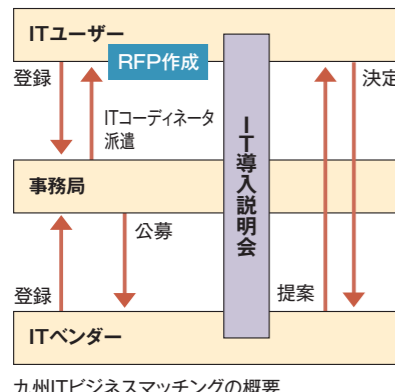 ITユーザー
RFP作成
登録
決定
ITコーディネータ
派遣
IT導入説明会
事務局
公募
登録
提案
ITベンダー
九州ITビジネスマッチングの概要